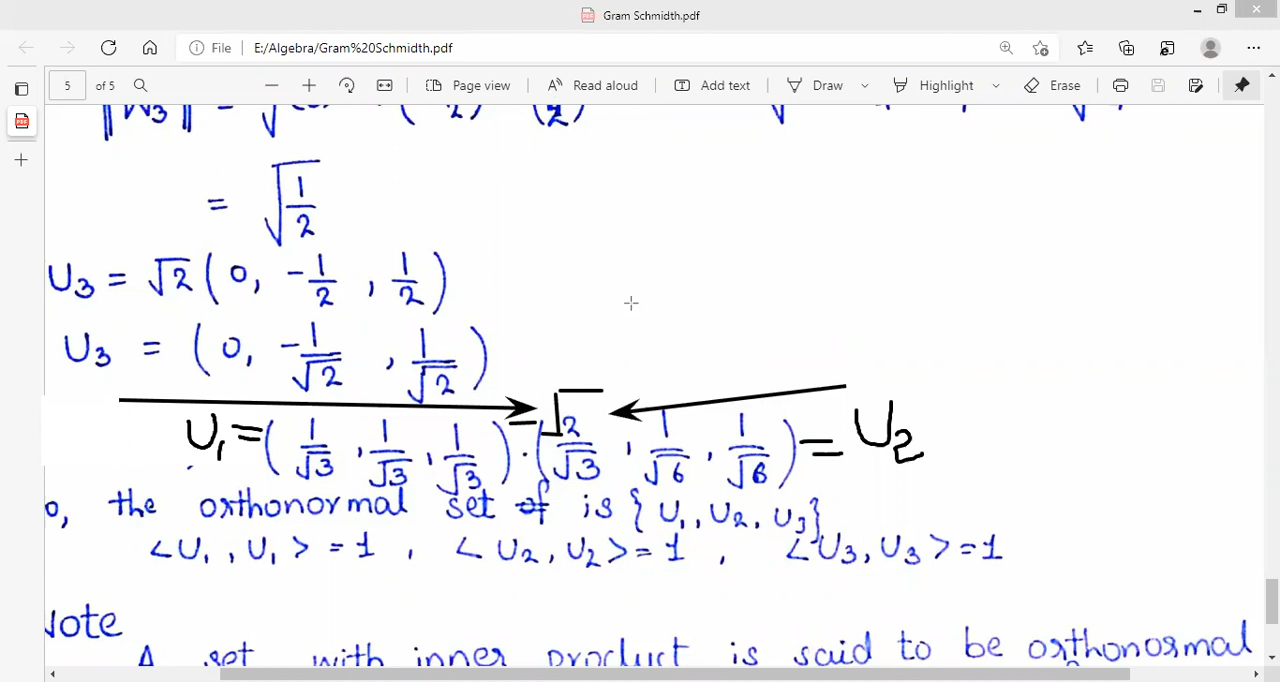 Gram Schmidth.pdf
File E:/Algebra/Gram%20Schmidth.pdf
5 of 5 Page view Read aloud Add text Draw Highlight Erase
= √(1/2)
U3 = √2 (0, -1/2, 1/2)
U3 = (0, -1/√2, 1/√2)
U1 = (1/√3, 1/√3, 1/√3) · (-√2/√3, 1/√6, 1/√6) = U2
o, the orthonormal set of is {U1, U2, U3}
<U1, U1> = 1, <U2, U2> = 1, <U3, U3> = 1
Note
A set with inner product is said to be orthonormal